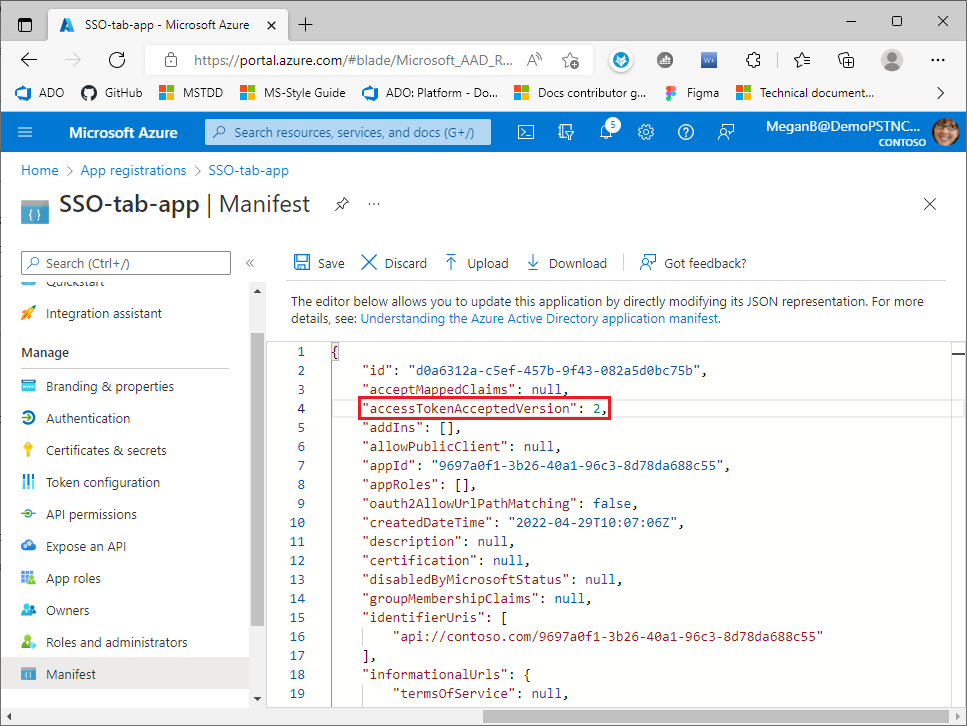 SSO-tab-app - Microsoft Azure
https://portal.azure.com/#blade/Microsoft_AAD_R...
ADO GitHub MSTDD MS-Style Guide ADO: Platform - Do... Docs contributor g... Figma Technical document...
Microsoft Azure Search resources, services, and docs (G+/) 5 MeganB@DemoPSTNC...
CONTOSO
Home > App registrations > SSO-tab-app
SSO-tab-app | Manifest ...
Search (Ctrl+/) «
Quickstart
Integration assistant
Manage
Branding & properties
Authentication
Certificates & secrets
Token configuration
API permissions
Expose an API
App roles
Owners
Roles and administrators
Manifest
Save Discard Upload Download Got feedback?
The editor below allows you to update this application by directly modifying its JSON representation. For more
details, see: Understanding the Azure Active Directory application manifest.
1 {
2 "id": "d0a6312a-c5ef-457b-9f43-082a5d0bc75b",
3 "acceptMappedClaims": null,
4 "accessTokenAcceptedVersion": 2,
5 "addIns": [],
6 "allowPublicClient": null,
7 "appId": "9697a0f1-3b26-40a1-96c3-8d78da688c55",
8 "appRoles": [],
9 "oauth2AllowUrlPathMatching": false,
10 "createdDateTime": "2022-04-29T10:07:06Z",
11 "description": null,
12 "certification": null,
13 "disabledByMicrosoftStatus": null,
14 "groupMembershipClaims": null,
15 "identifierUris": [
16 "api://contoso.com/9697a0f1-3b26-40a1-96c3-8d78da688c55"
17 ],
18 "informationalUrls": {
19 "termsOfService": null,